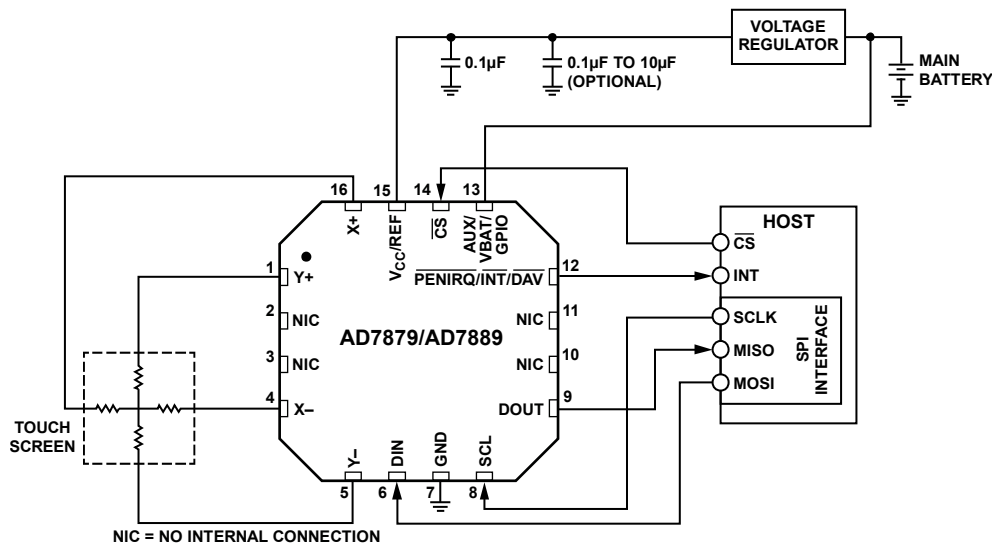 VOLTAGE
REGULATOR
0.1µF
0.1µF TO 10µF
(OPTIONAL)
MAIN
BATTERY
16
15
14
13
X+
VCC/REF
CS
AUX/
VBAT/
GPIO
HOST
CS
INT
SPI
INTERFACE
SCLK
MISO
MOSI
1
Y+
PENIRQ/INT/DAV
12
2
NIC
NIC
11
AD7879/AD7889
3
NIC
NIC
10
4
X–
DOUT
9
TOUCH
SCREEN
Y–
DIN
GND
SCL
5
6
7
8
NIC = NO INTERNAL CONNECTION